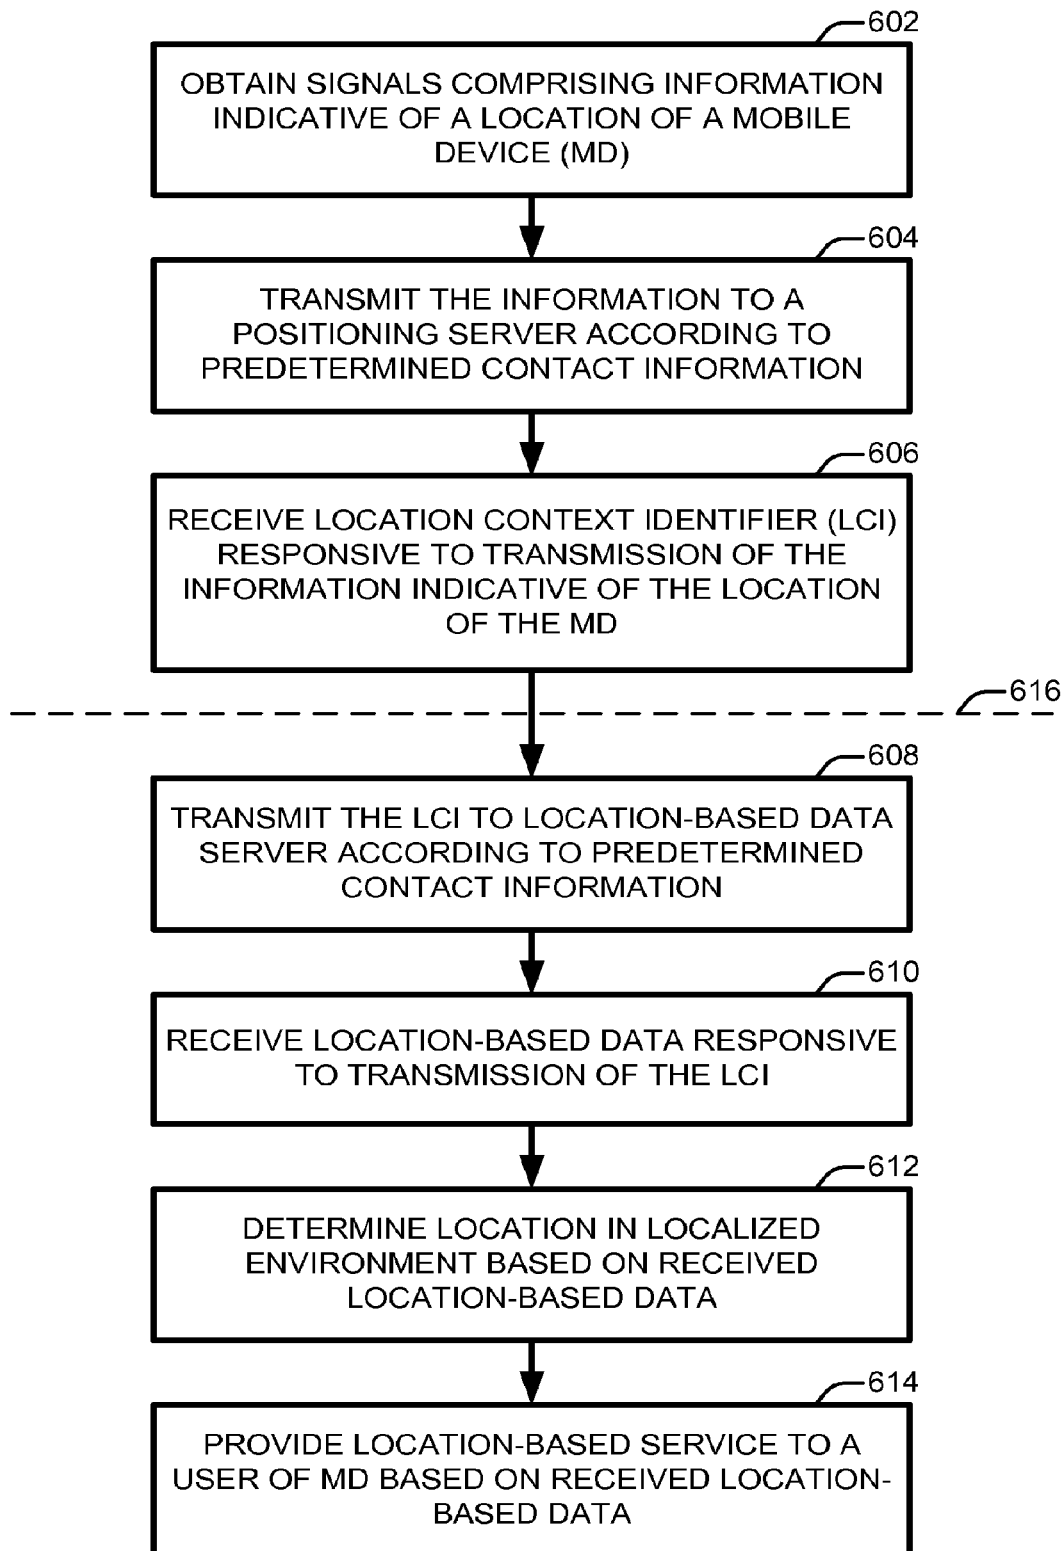 602
OBTAIN SIGNALS COMPRISING INFORMATION
INDICATIVE OF A LOCATION OF A MOBILE
DEVICE (MD)
604
TRANSMIT THE INFORMATION TO A
POSITIONING SERVER ACCORDING TO
PREDETERMINED CONTACT INFORMATION
606
RECEIVE LOCATION CONTEXT IDENTIFIER (LCI)
RESPONSIVE TO TRANSMISSION OF THE
INFORMATION INDICATIVE OF THE LOCATION
OF THE MD
616
608
TRANSMIT THE LCI TO LOCATION-BASED DATA
SERVER ACCORDING TO PREDETERMINED
CONTACT INFORMATION
610
RECEIVE LOCATION-BASED DATA RESPONSIVE
TO TRANSMISSION OF THE LCI
612
DETERMINE LOCATION IN LOCALIZED
ENVIRONMENT BASED ON RECEIVED
LOCATION-BASED DATA
614
PROVIDE LOCATION-BASED SERVICE TO A
USER OF MD BASED ON RECEIVED LOCATION-
BASED DATA